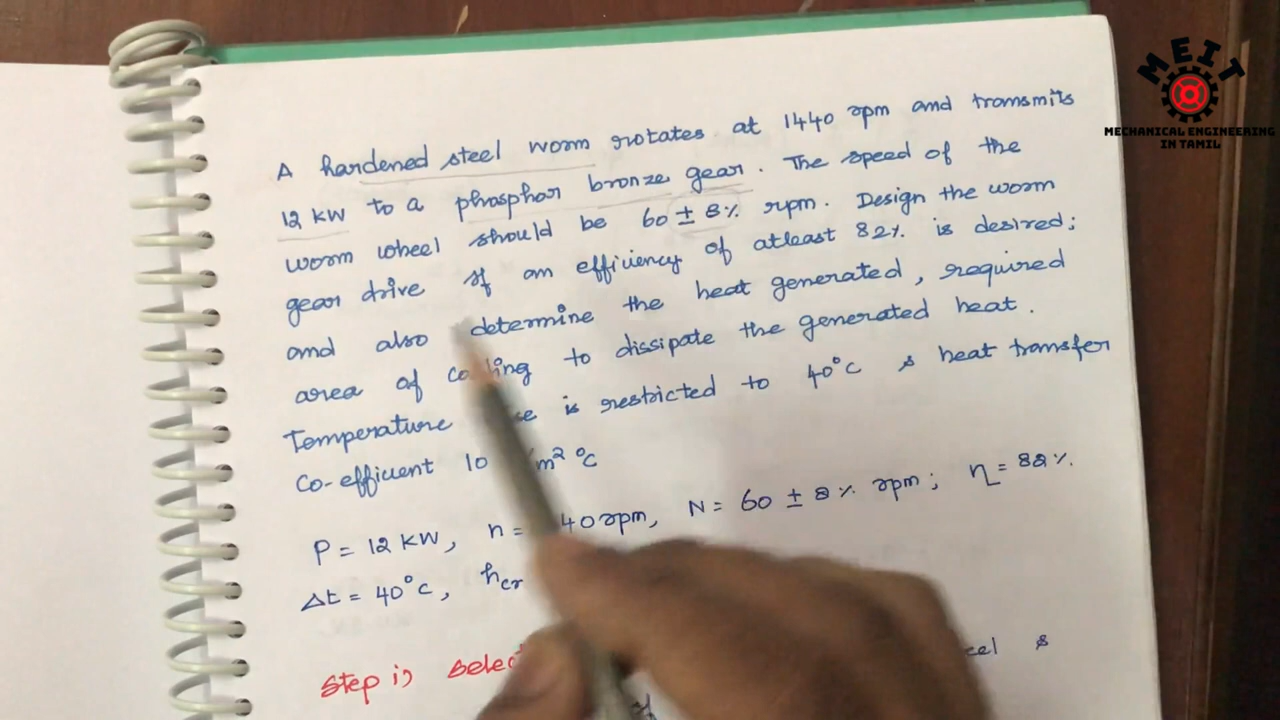 A hardened steel worm rotates at 1440 rpm and transmits
12 KW to a phosphor bronze gear. The speed of the
worm wheel should be 60 ± 8% rpm. Design the worm
gear drive if an efficiency of atleast 82% is desired;
and also determine the heat generated, required
area of cooling to dissipate the generated heat.
Temperature is restricted to 40°C & heat transfer
Co-efficient 10 /m² °C
P = 12 KW, n = 40 rpm, N = 60 ± 8% rpm; η = 82%.
Δt = 40°C, hcr
Step i)
&
MEIT
MECHANICAL ENGINEERING
IN TAMIL